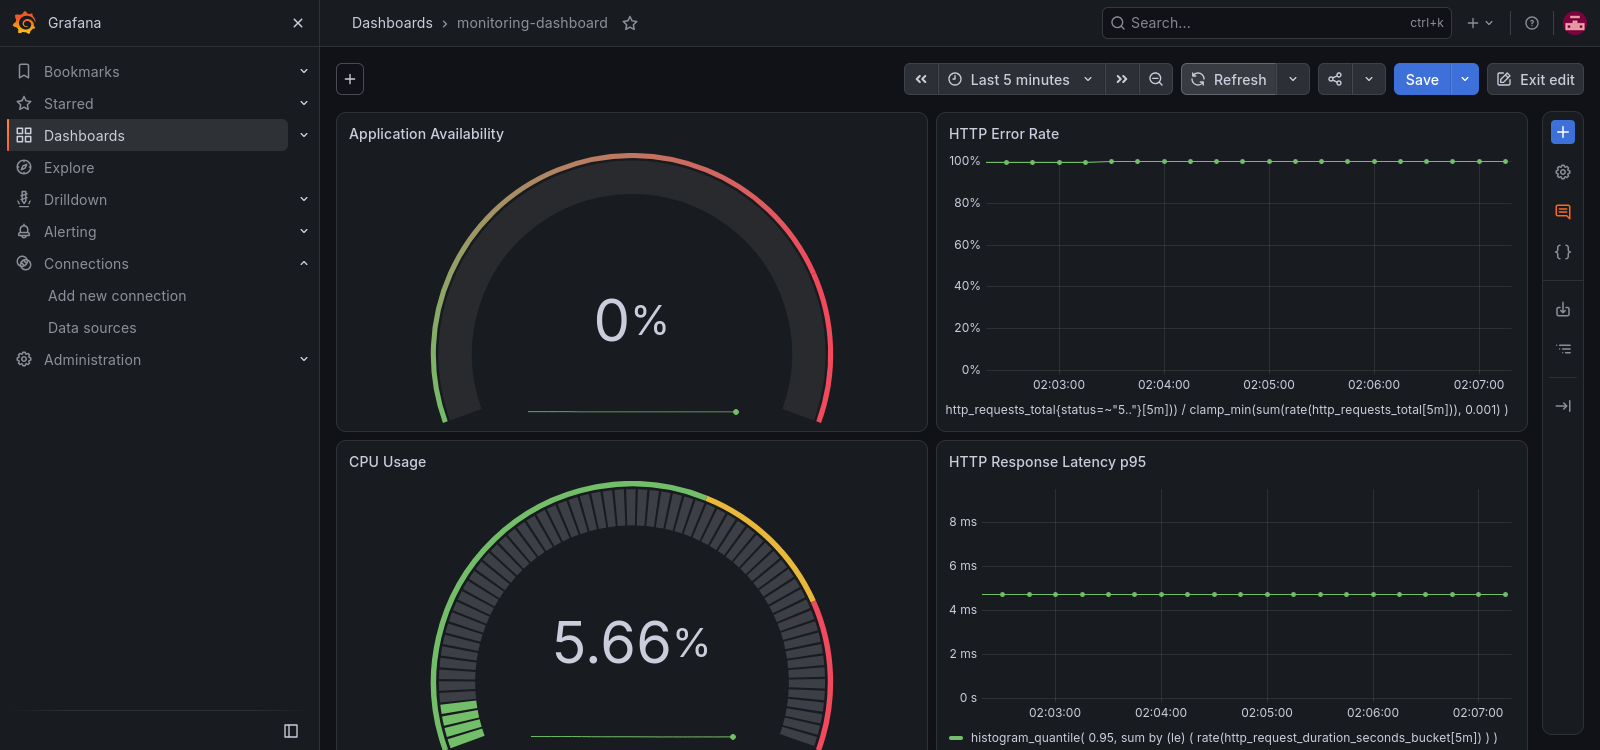 Grafana
Dashboards › monitoring-dashboard
Search...
ctrl+k
Bookmarks
Starred
Dashboards
Explore
Drilldown
Alerting
Connections
Add new connection
Data sources
Administration
Last 5 minutes
Refresh
Save
Exit edit
Application Availability
0%
HTTP Error Rate
100%
80%
60%
40%
20%
0%
02:03:00 02:04:00 02:05:00 02:06:00 02:07:00
http_requests_total{status=~"5.."}[5m])) / clamp_min(sum(rate(http_requests_total[5m])), 0.001) )
CPU Usage
5.66%
HTTP Response Latency p95
8 ms
6 ms
4 ms
2 ms
0 s
02:03:00 02:04:00 02:05:00 02:06:00 02:07:00
histogram_quantile( 0.95, sum by (le) ( rate(http_request_duration_seconds_bucket[5m]) ) )